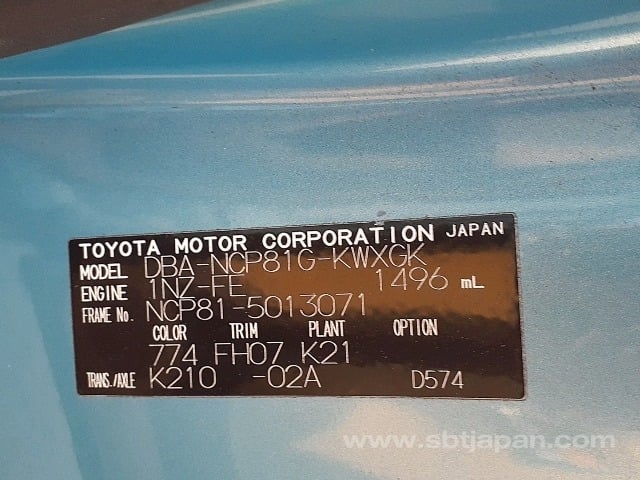 TOYOTA MOTOR CORPORATION JAPAN
MODEL DBA-NCP81G-KWXGK
ENGINE 1NZ-FE 1496 mL
FRAME No. NCP81-5013071
COLOR TRIM PLANT OPTION
774 FH07 K21
TRANS./AXLE K210 -02A D574
www.sbtjapan.com